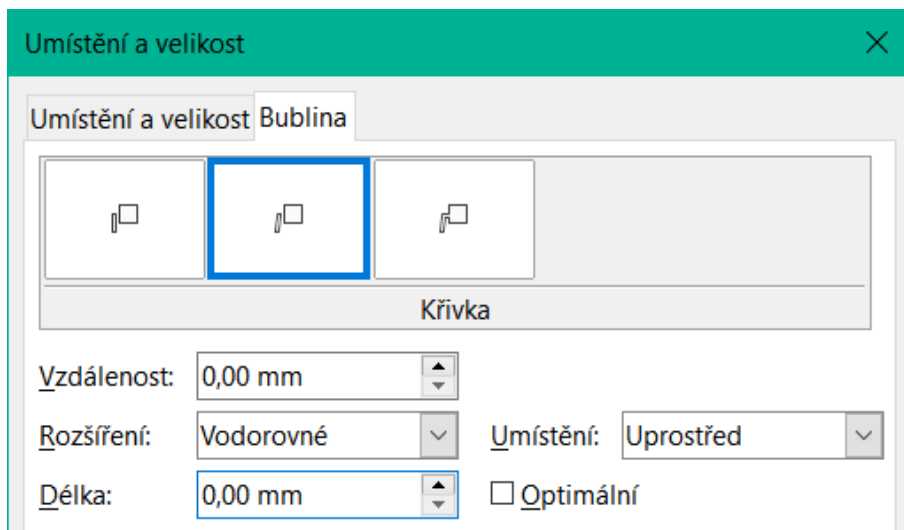 Umístění a velikost
Umístění a velikost Bublina
Křivka
Vzdálenost: 0,00 mm
Rozšíření: Vodorovné Umístění: Uprostřed
Délka: 0,00 mm Optimální